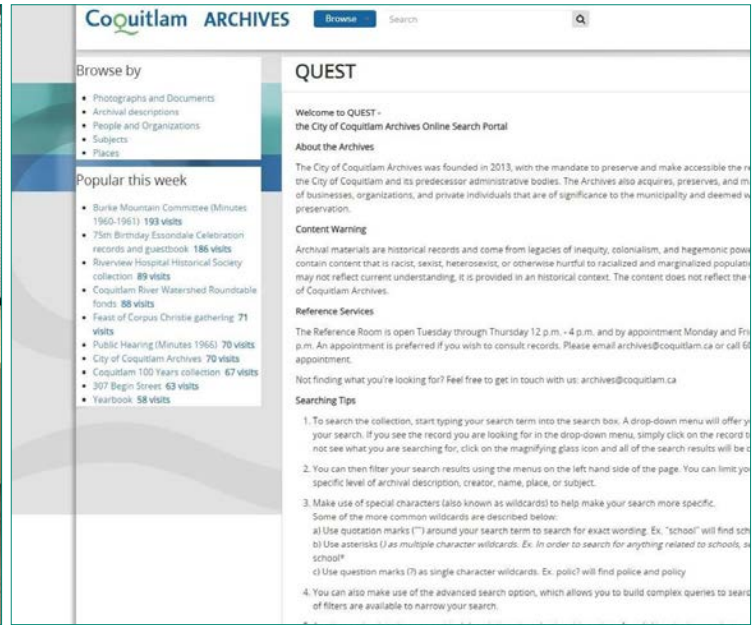 Coquitlam ARCHIVES
Browse
Search
Browse by
Photographs and Documents
Archival descriptions
People and Organizations
Subjects
Places
Popular this week
Burke Mountain Committee (Minutes
1960-1961) 193 visits
75th Birthday Essondale Celebration
records and guestbook 186 visits
Riverview Hospital Historical Society
collection 89 visits
Coquitlam River Watershed Roundtable
fonds 88 visits
Feast of Corpus Christie gathering 71
visits
Public Hearing (Minutes 1966) 70 visits
City of Coquitlam Archives 70 visits
Coquitlam 100 Years collection 67 visits
307 Begin Street 63 visits
Yearbook 58 visits
QUEST
Welcome to QUEST -
the City of Coquitlam Archives Online Search Portal
About the Archives
The City of Coquitlam Archives was founded in 2013, with the mandate to preserve and make accessible the
the City of Coquitlam and its predecessor administrative bodies. The Archives also acquires, preserves, and
of businesses, organizations, and private individuals that are of significance to the municipality and deemed
preservation.
Content Warning
Archival materials are historical records and come from legacies of inequity, colonialism, and hegemonic
contain content that is racist, sexist, heterosexist, or otherwise hurtful to racialized and marginalized
may not reflect current understanding, it is provided in an historical context. The content does not reflect the
of Coquitlam Archives.
Reference Services
The Reference Room is open Tuesday through Thursday 12 p.m. - 4 p.m. and by appointment Monday and
p.m. An appointment is preferred if you wish to consult records. Please email archives@coquitlam.ca or call
appointment.
Not finding what you're looking for? Feel free to get in touch with us: archives@coquitlam.ca
Searching Tips
1. To search the collection, start typing your search term into the search box. A drop-down menu will offer
your search. If you see the record you are looking for in the drop-down menu, simply click on the record
not see what you are searching for, click on the magnifying glass icon and all of the search results will be
2. You can then filter your search results using the menus on the left hand side of the page. You can limit
specific level of archival description, creator, name, place, or subject.
3. Make use of special characters (also known as wildcards) to help make your search more specific.
Some of the more common wildcards are described below:
a) Use quotation marks ("") around your search term to search for exact wording. Ex. "school" will find
b) Use asterisks () as multiple character wildcards. Ex. In order to search for anything related to schools,
school*
c) Use question marks (?) as single character wildcards. Ex. polic? will find police and policy
4. You can also make use of the advanced search option, which allows you to build complex queries to
of filters are available to narrow your search.